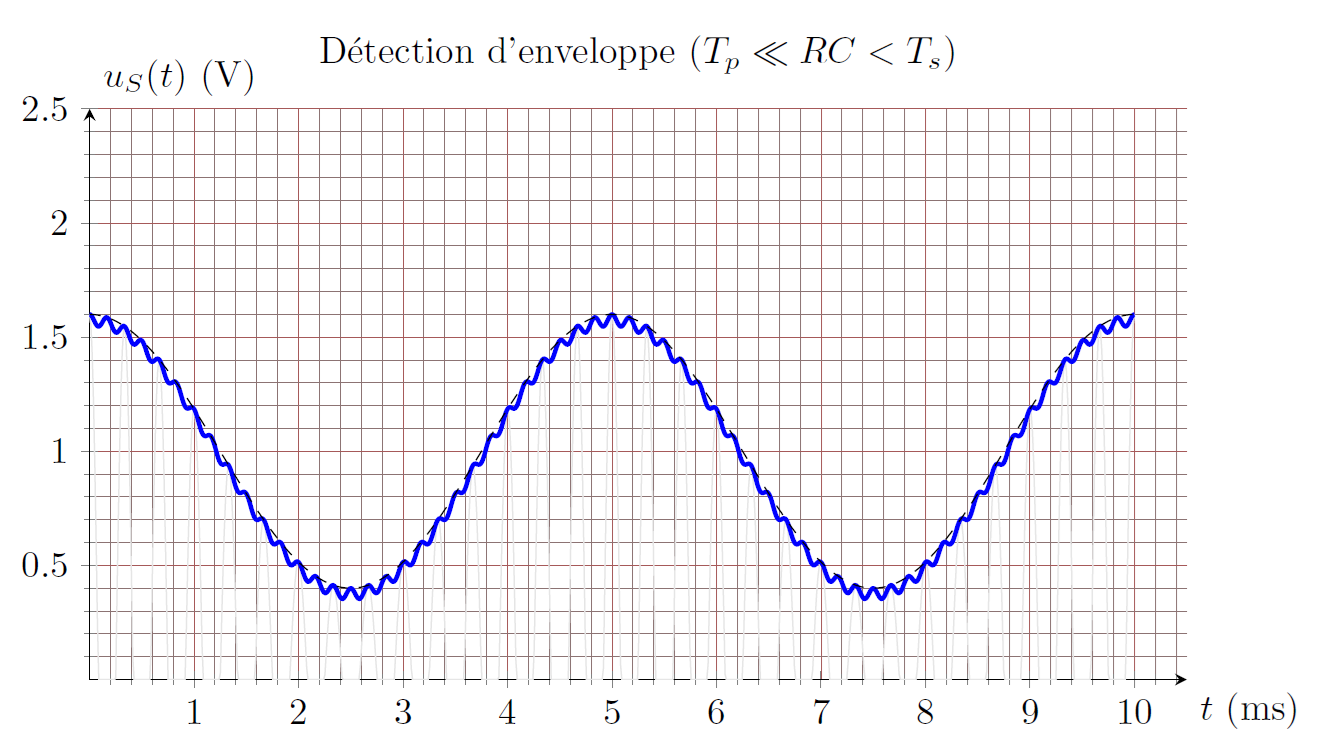 Détection d'enveloppe ($T_p \ll RC < T_s$)
$u_S(t)$ (V)
2.5
2
1.5
1
0.5
1 2 3 4 5 6 7 8 9 10
$t$ (ms)